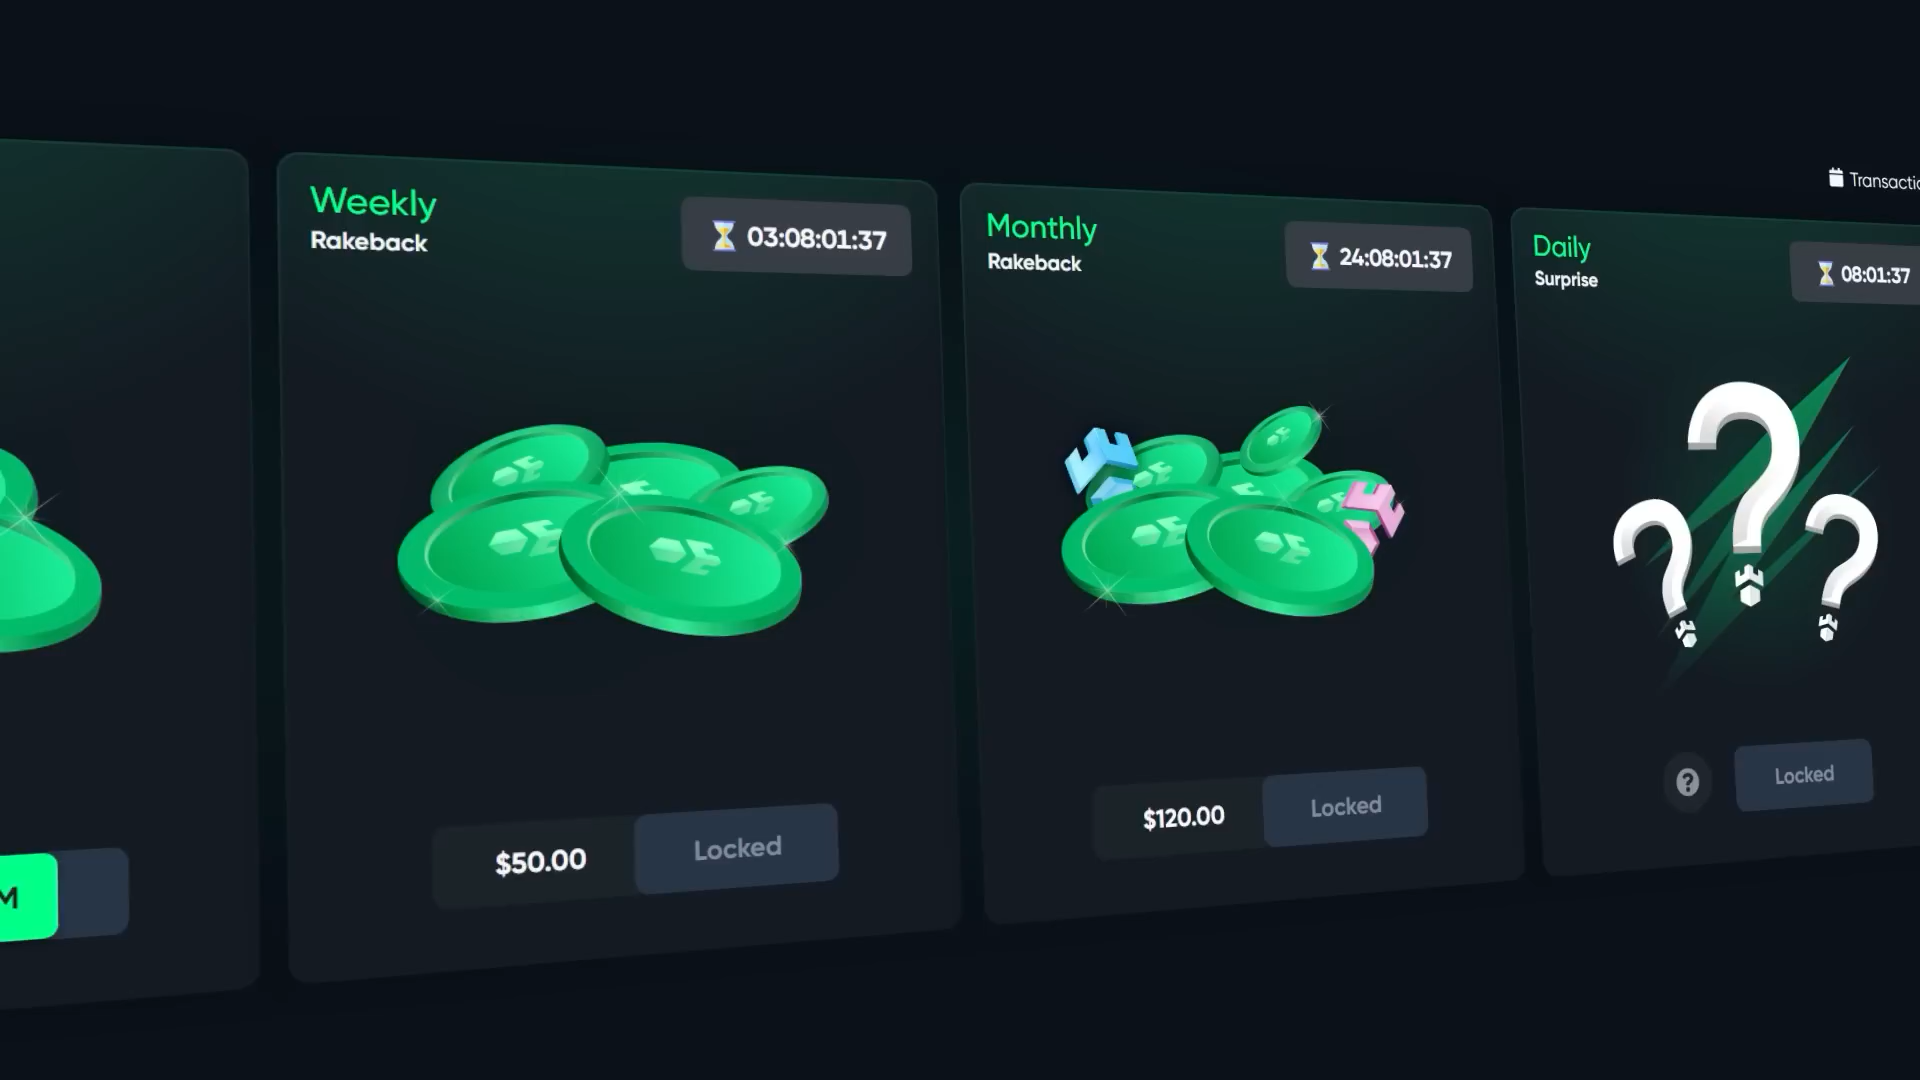 Transactio
Weekly
Rakeback
03:08:01:37
Monthly
Rakeback
24:08:01:37
Daily
Surprise
08:01:37
M
$50.00
Locked
$120.00
Locked
?
Locked